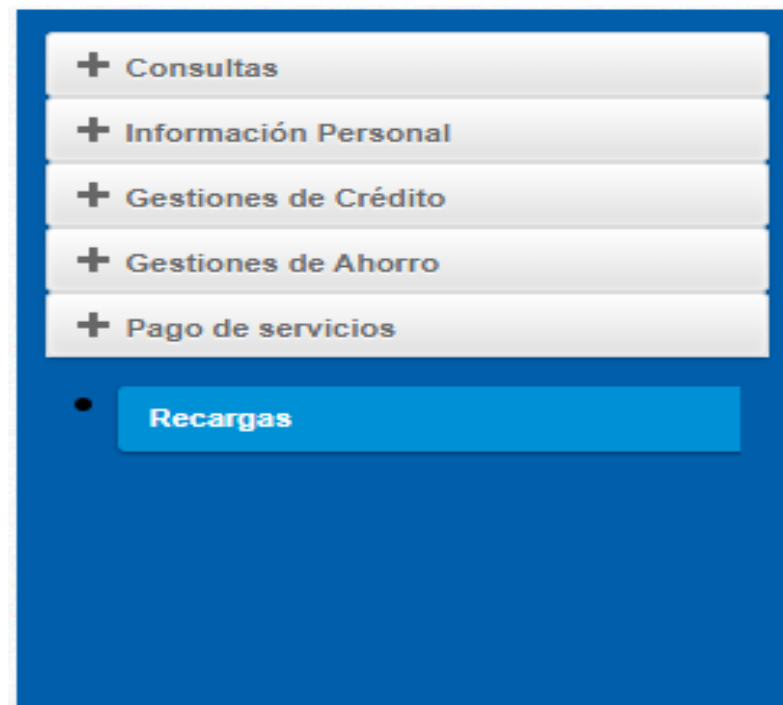 Consultas
Información Personal
Gestiones de Crédito
Gestiones de Ahorro
Pago de servicios
Recargas